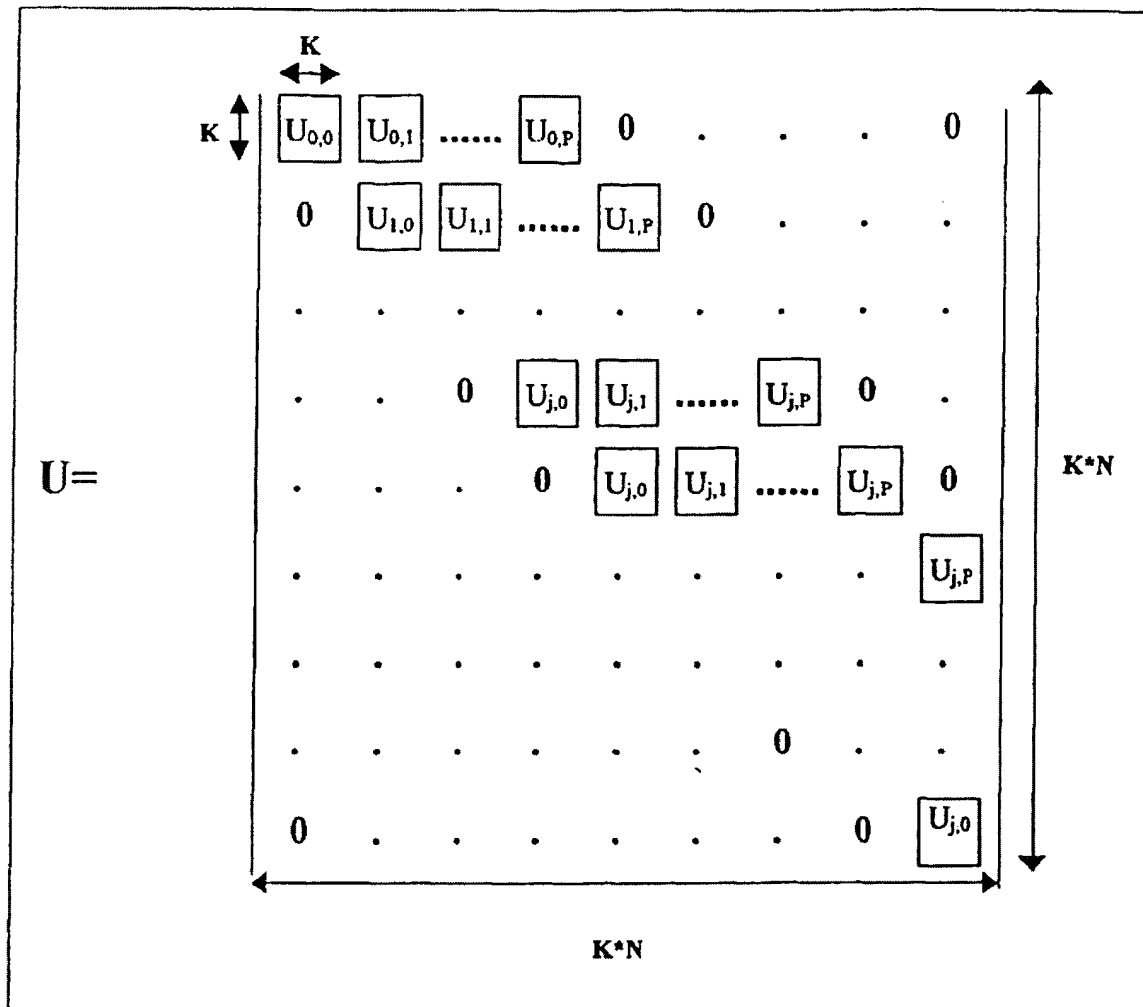 K
K U0,0 U0,1 ...... U0,P 0 . . . 0
0 U1,0 U1,1 ...... U1,P 0 . . .
. . . . . . . . .
. . 0 Uj,0 Uj,1 ...... Uj,P 0 .
U= . . . 0 Uj,0 Uj,1 ...... Uj,P 0 K*N
. . . . . . . . Uj,P
. . . . . . . . .
. . . . . . 0 . .
0 . . . . . . 0 Uj,0
K*N